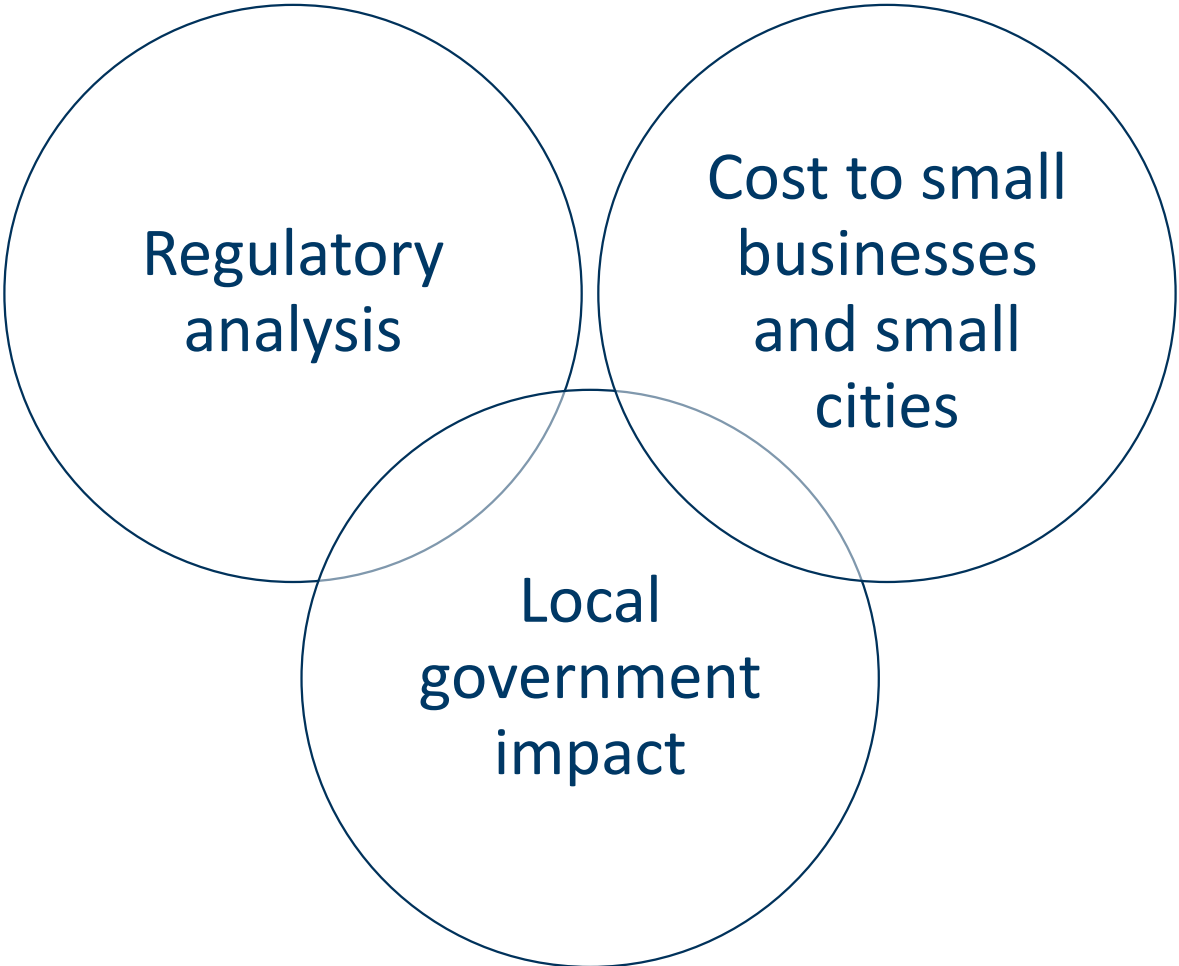 Regulatory
analysis
Cost to small
businesses
and small
cities
Local
government
impact